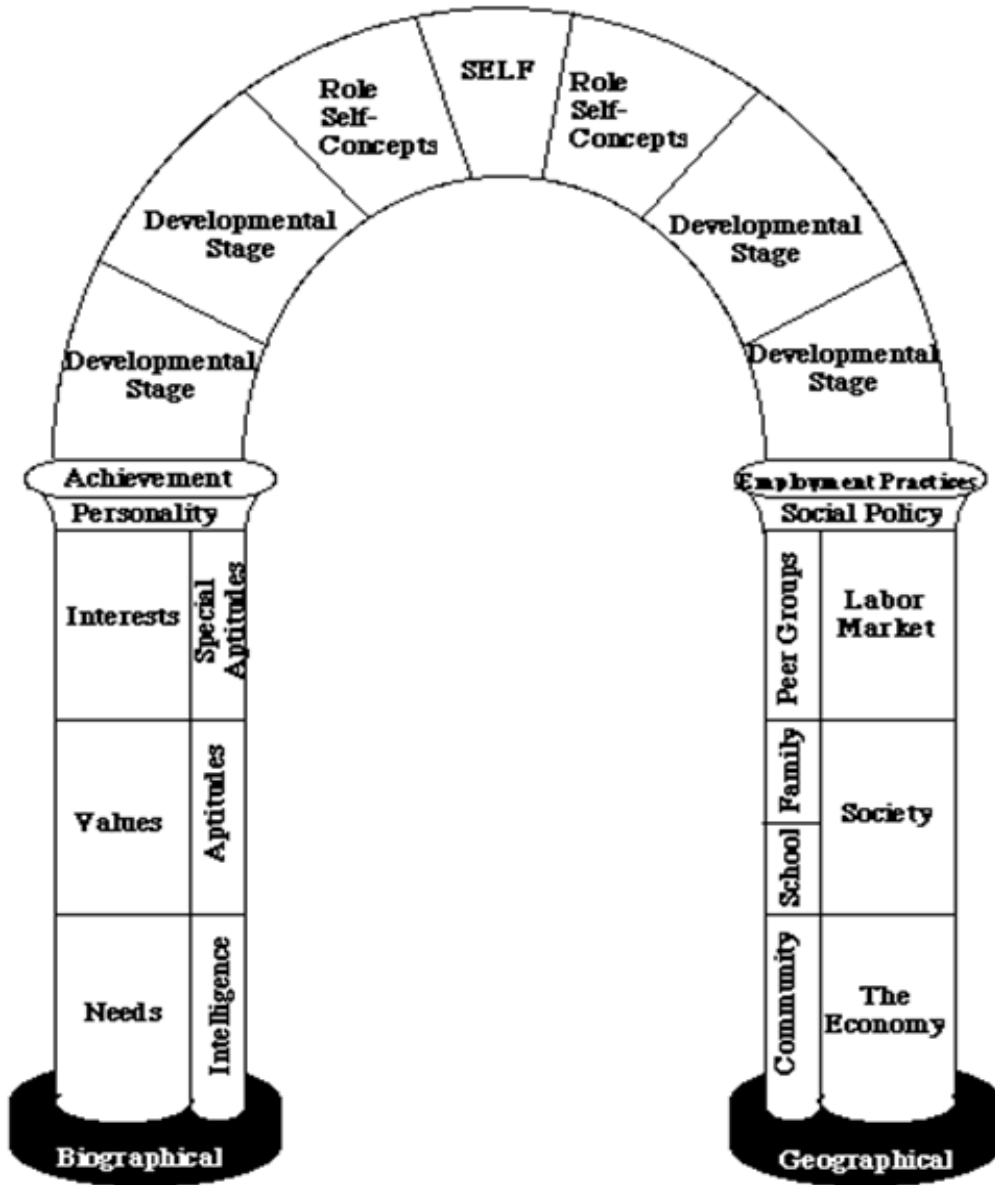 SELF
Role
Self-
Concepts
Role
Self-
Concepts
Developmental
Stage
Developmental
Stage
Developmental
Stage
Developmental
Stage
Achievement
Employment Practices
Personality
Social Policy
Interests
Special
Aptitudes
Peer Groups
Labor
Market
Values
Aptitudes
Family
School
Society
Needs
Intelligence
Community
The
Economy
Biographical
Geographical